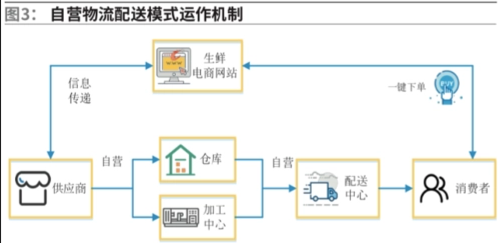 图3： 自营物流配送模式运作机制
生鲜
电商网站
信息
传递
一键下单
自营
仓库
自营
供应商
配送
中心
消费者
加工
中心